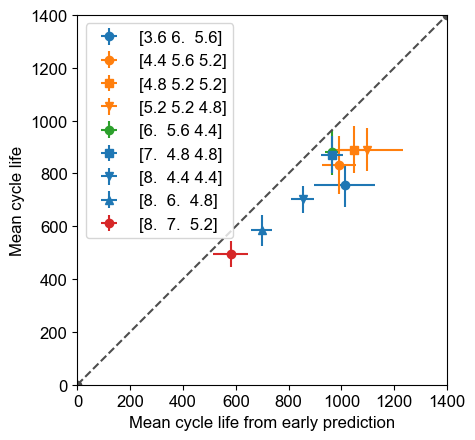 1400
1200
1000
800
600
400
200
0
Mean cycle life
[3.6 6.  5.6]
[4.4 5.6 5.2]
[4.8 5.2 5.2]
[5.2 5.2 4.8]
[6.  5.6 4.4]
[7.  4.8 4.8]
[8.  4.4 4.4]
[8.  6.  4.8]
[8.  7.  5.2]
0 200 400 600 800 1000 1200 1400
Mean cycle life from early prediction